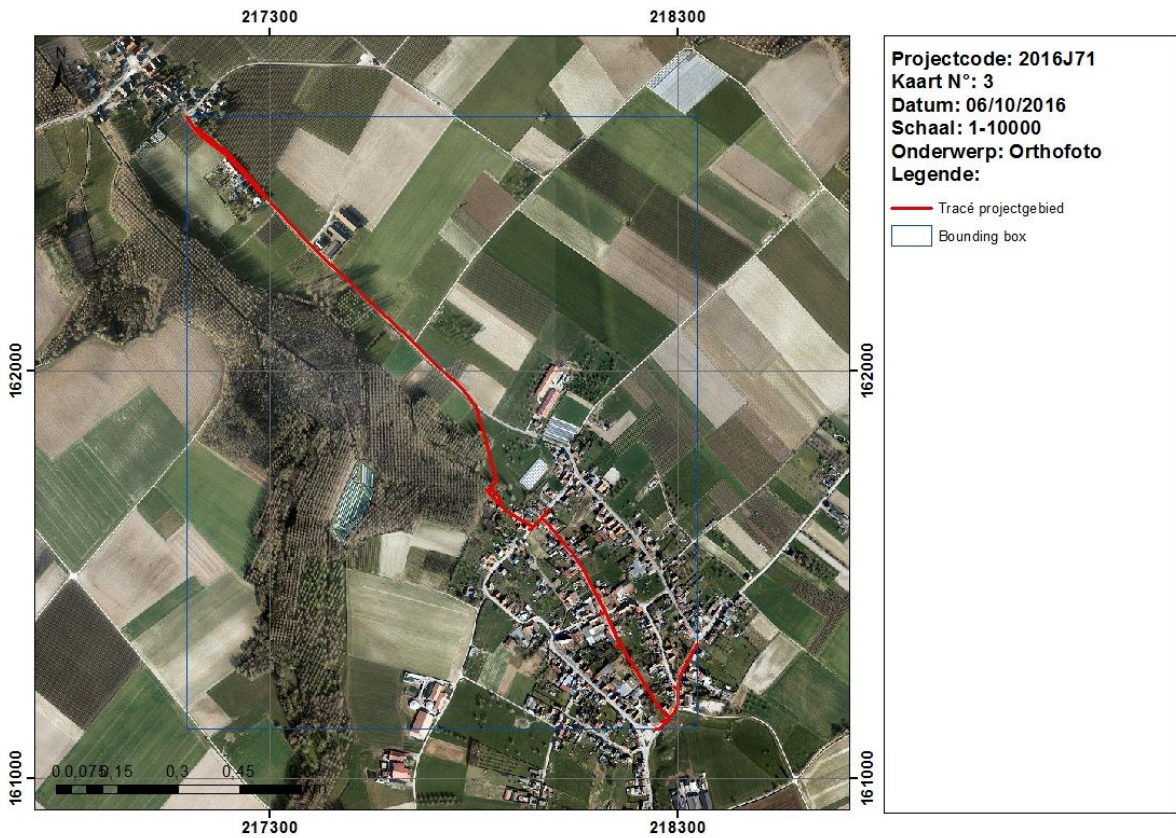 217300 218300
Projectcode: 2016J71
Kaart N°: 3
Datum: 06/10/2016
Schaal: 1-10000
Onderwerp: Orthofoto
Legende:
Tracé projectgebied
Bounding box
N
162000 162000
161000 161000
0 0,075 0,15 0,3 0,45
217300 218300